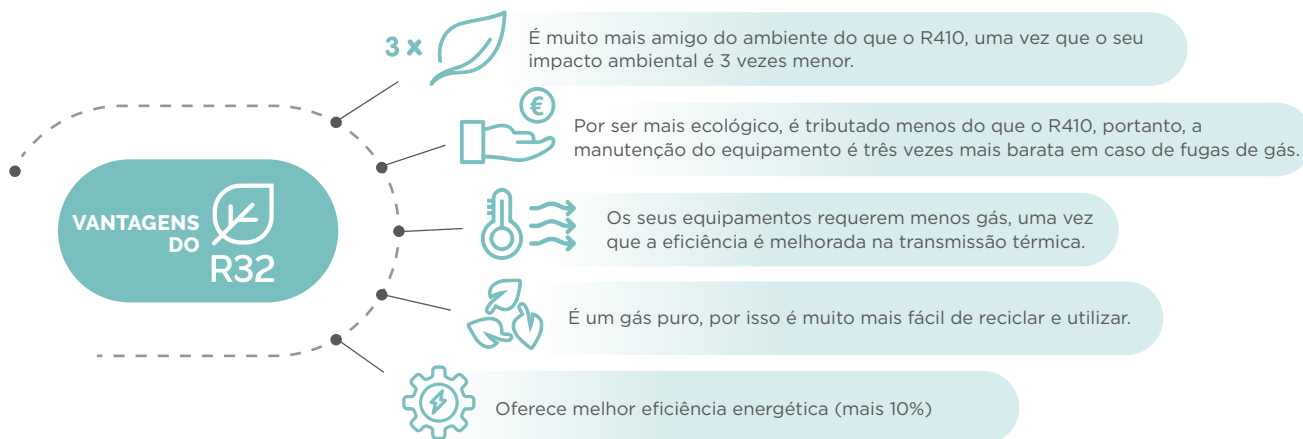 3 x
É muito mais amigo do ambiente do que o R410, uma vez que o seu
impacto ambiental é 3 vezes menor.
€
Por ser mais ecológico, é tributado menos do que o R410, portanto, a
manutenção do equipamento é três vezes mais barata em caso de fugas de gás.
VANTAGENS
DO
R32
Os seus equipamentos requerem menos gás, uma vez
que a eficiência é melhorada na transmissão térmica.
É um gás puro, por isso é muito mais fácil de reciclar e utilizar.
Oferece melhor eficiência energética (mais 10%)